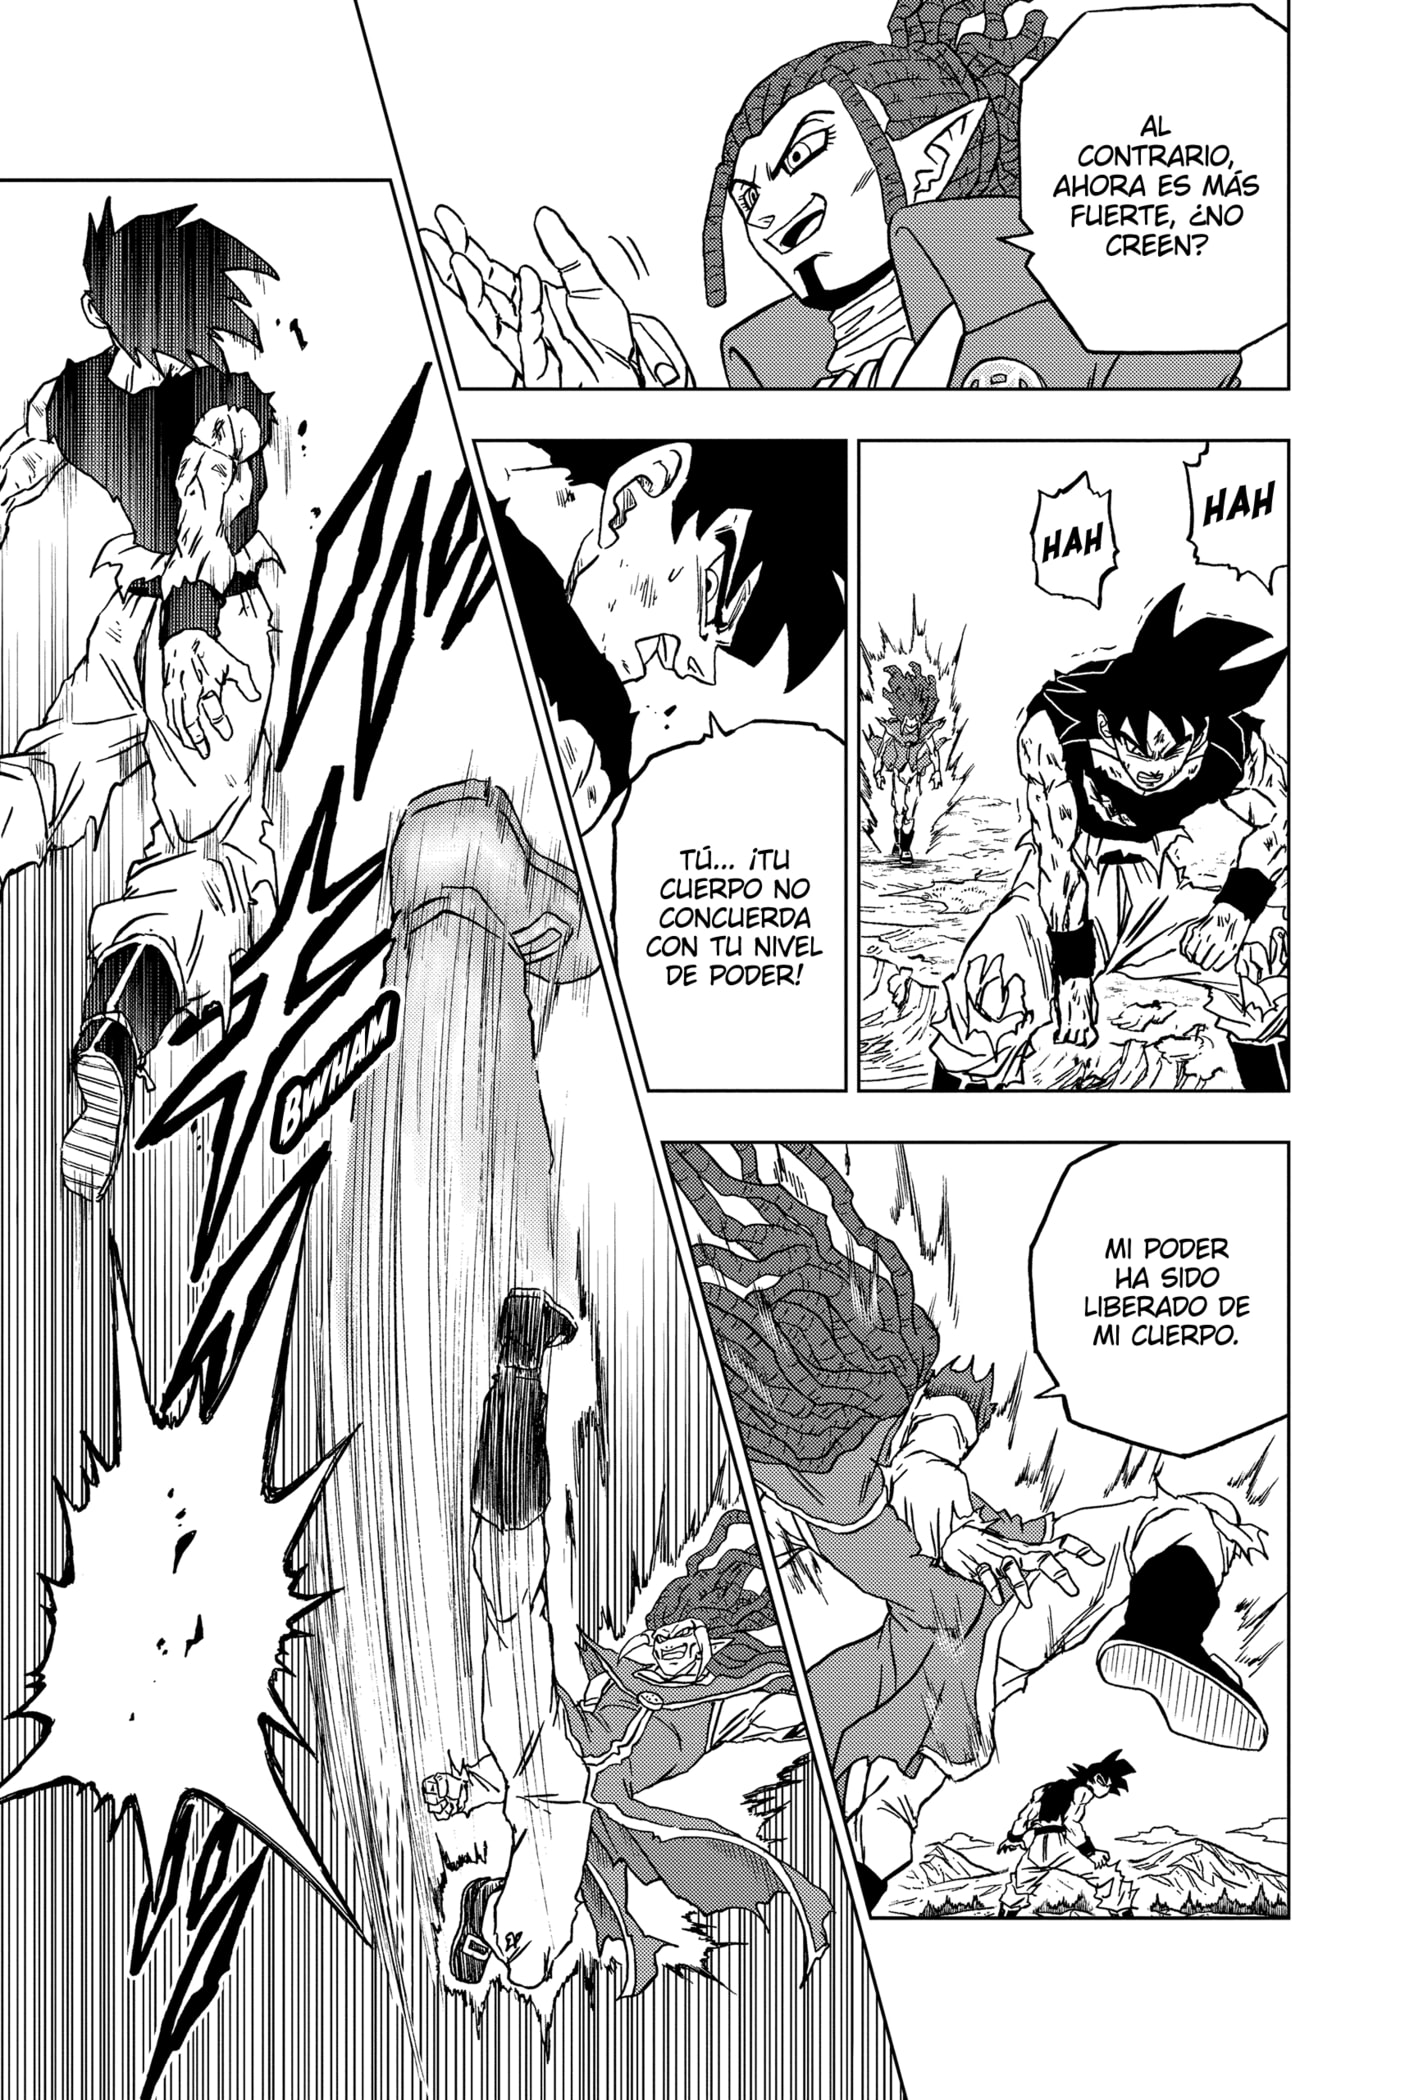 AL
CONTRARIO,
AHORA ES MÁS
FUERTE, ¿NO
CREEN?
HAH
HAH
TÚ... ¡TU
CUERPO NO
CONCUERDA
CON TU NIVEL
DE PODER!
MI PODER
HA SIDO
LIBERADO DE
MI CUERPO.
BWHAM